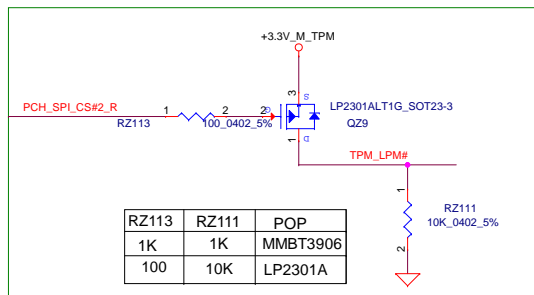 +3.3V_M_TPM
3
S
PCH_SPI_CS#2_R
1
2
2
G
LP2301ALT1G_SOT23-3
RZ113
100_0402_5%
QZ9
1
D
TPM_LPM#
1
RZ111
10K_0402_5%
2
RZ113 RZ111 POP
1K 1K MMBT3906
100 10K LP2301A